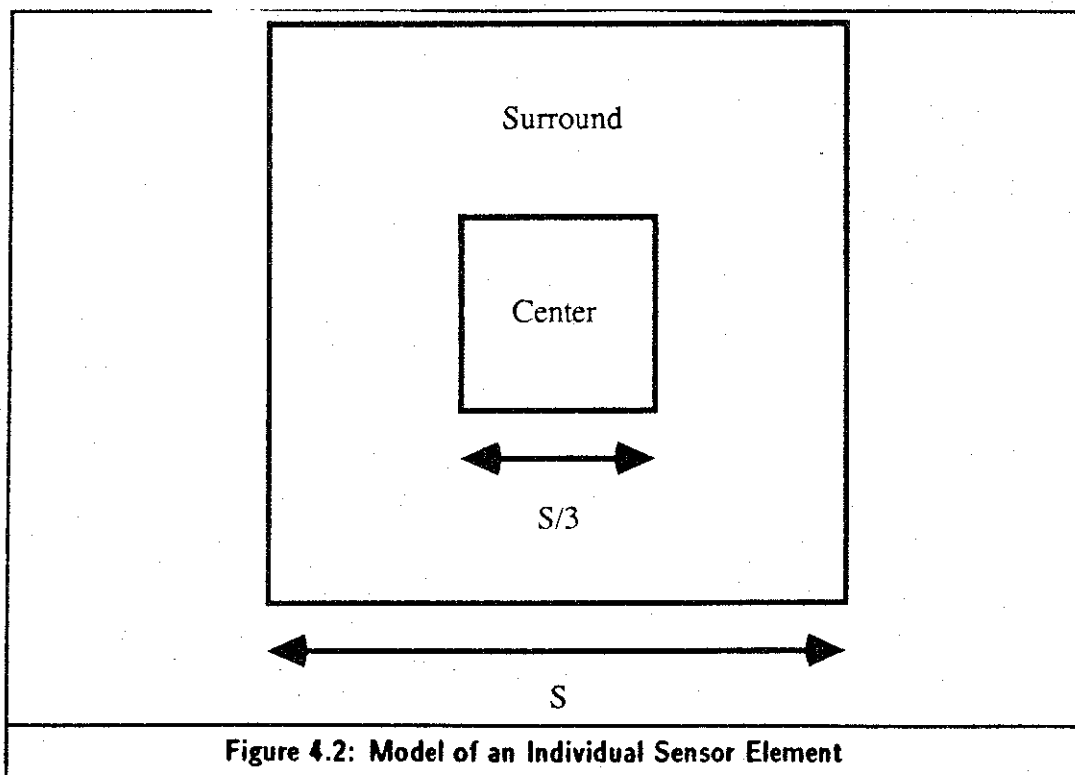 Surround
Center
S/3
S
Figure 4.2: Model of an Individual Sensor Element